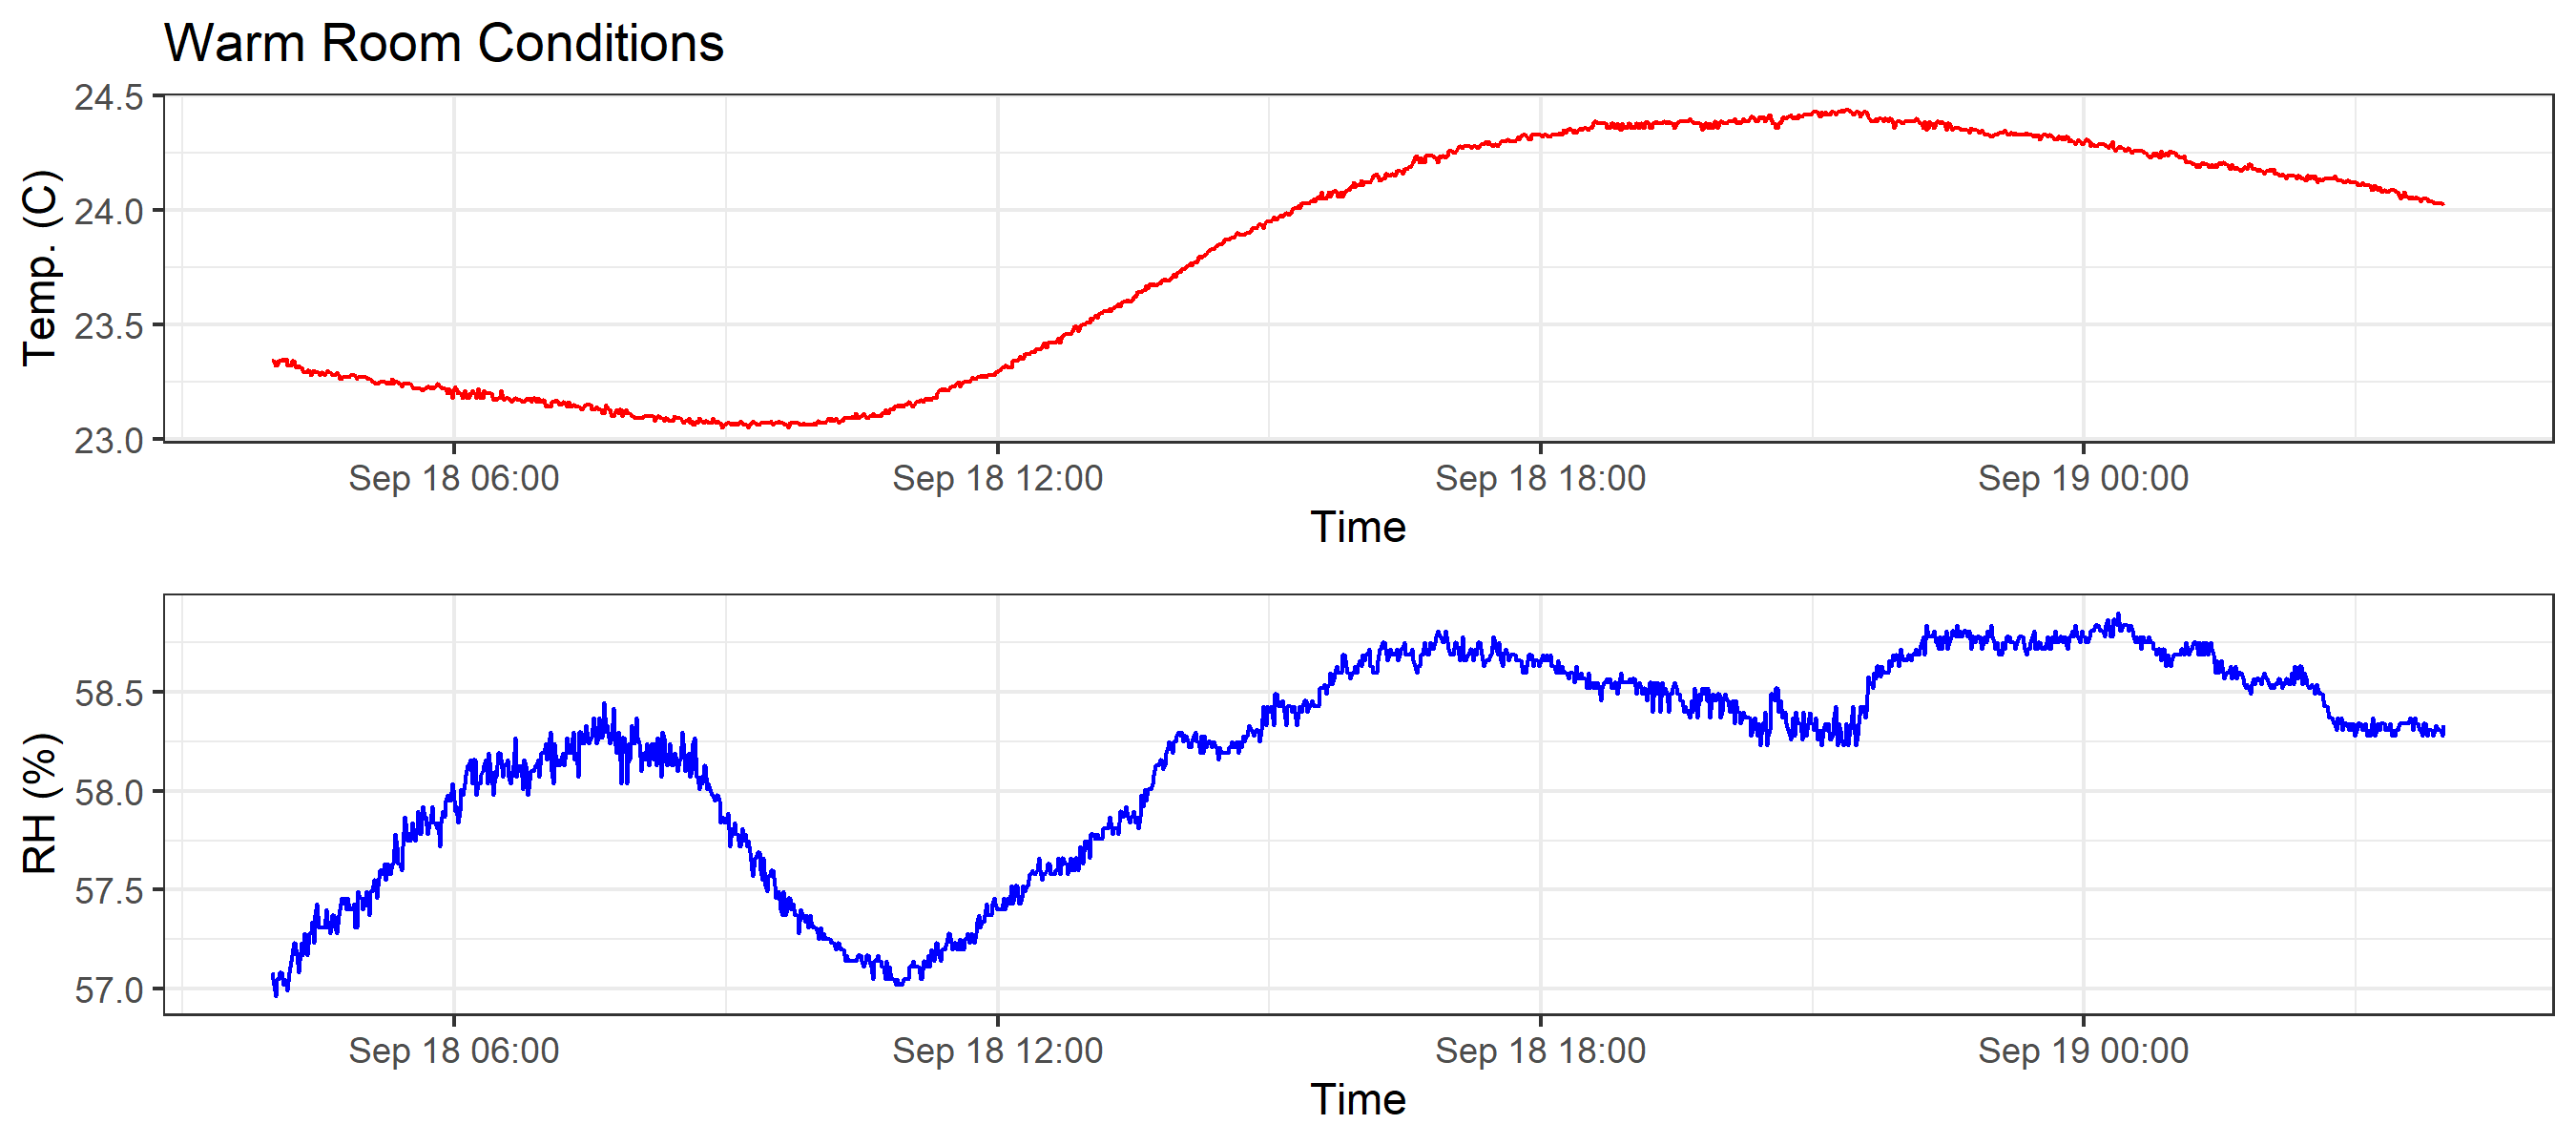 Warm Room Conditions
24.5
24.0
23.5
23.0
Temp. (C)
Sep 18 06:00 Sep 18 12:00 Sep 18 18:00 Sep 19 00:00
Time
58.5
58.0
57.5
57.0
RH (%)
Sep 18 06:00 Sep 18 12:00 Sep 18 18:00 Sep 19 00:00
Time